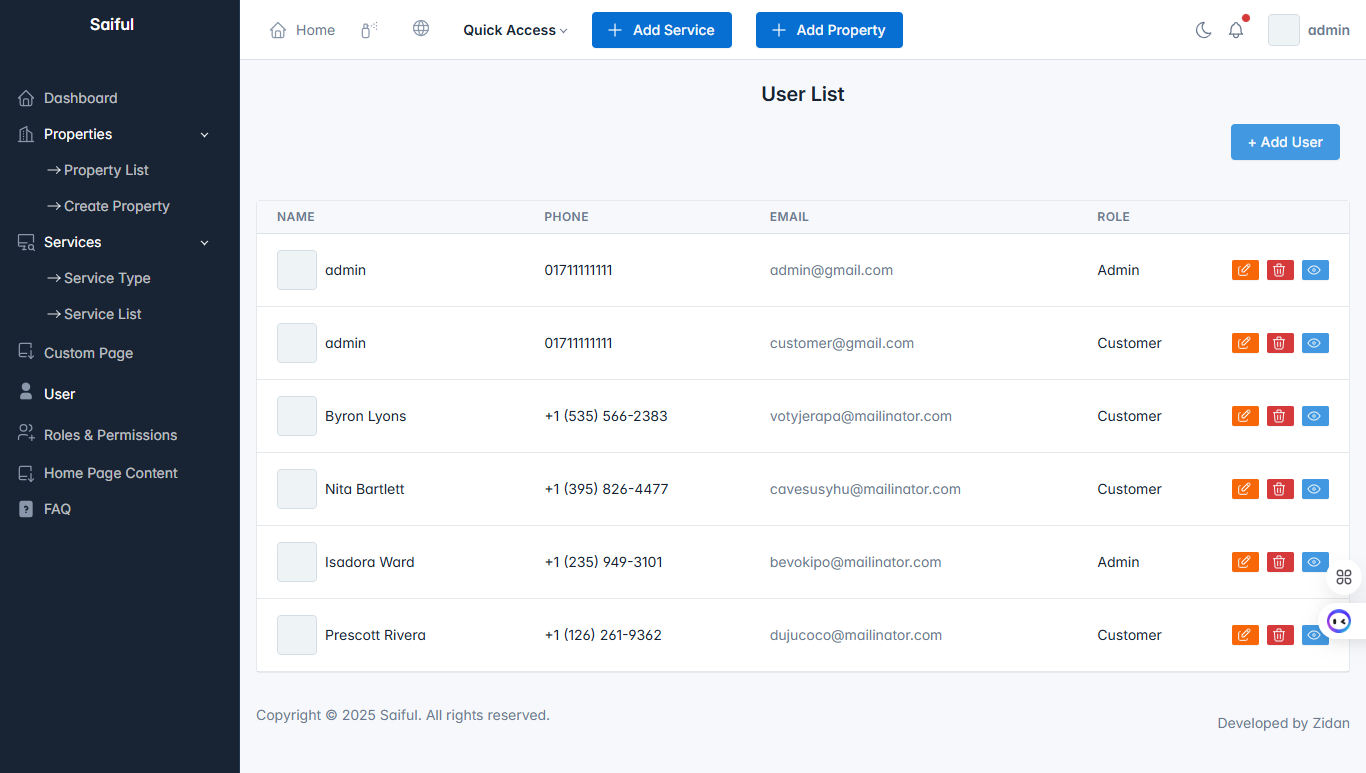 Saiful
Home
Quick Access
Add Service
Add Property
admin
Dashboard
Properties
Property List
Create Property
Services
Service Type
Service List
Custom Page
User
Roles & Permissions
Home Page Content
FAQ
User List
+ Add User
NAME PHONE EMAIL ROLE
admin 01711111111 admin@gmail.com Admin
admin 01711111111 customer@gmail.com Customer
Byron Lyons +1 (535) 566-2383 votyjerapa@mailinator.com Customer
Nita Bartlett +1 (395) 826-4477 cavesusyhu@mailinator.com Customer
Isadora Ward +1 (235) 949-3101 bevokipo@mailinator.com Admin
Prescott Rivera +1 (126) 261-9362 dujucoco@mailinator.com Customer
Copyright © 2025 Saiful. All rights reserved.
Developed by Zidan